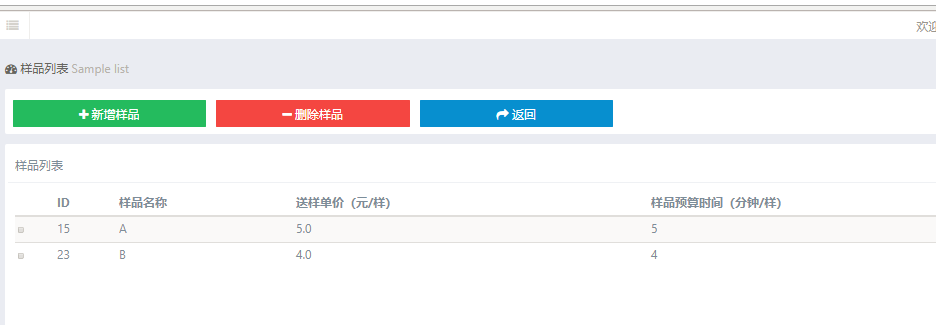 欢迎
样品列表 Sample list
新增样品 删除样品 返回
样品列表
ID 样品名称 送样单价（元/样） 样品预算时间（分钟/样）
15 A 5.0 5
23 B 4.0 4